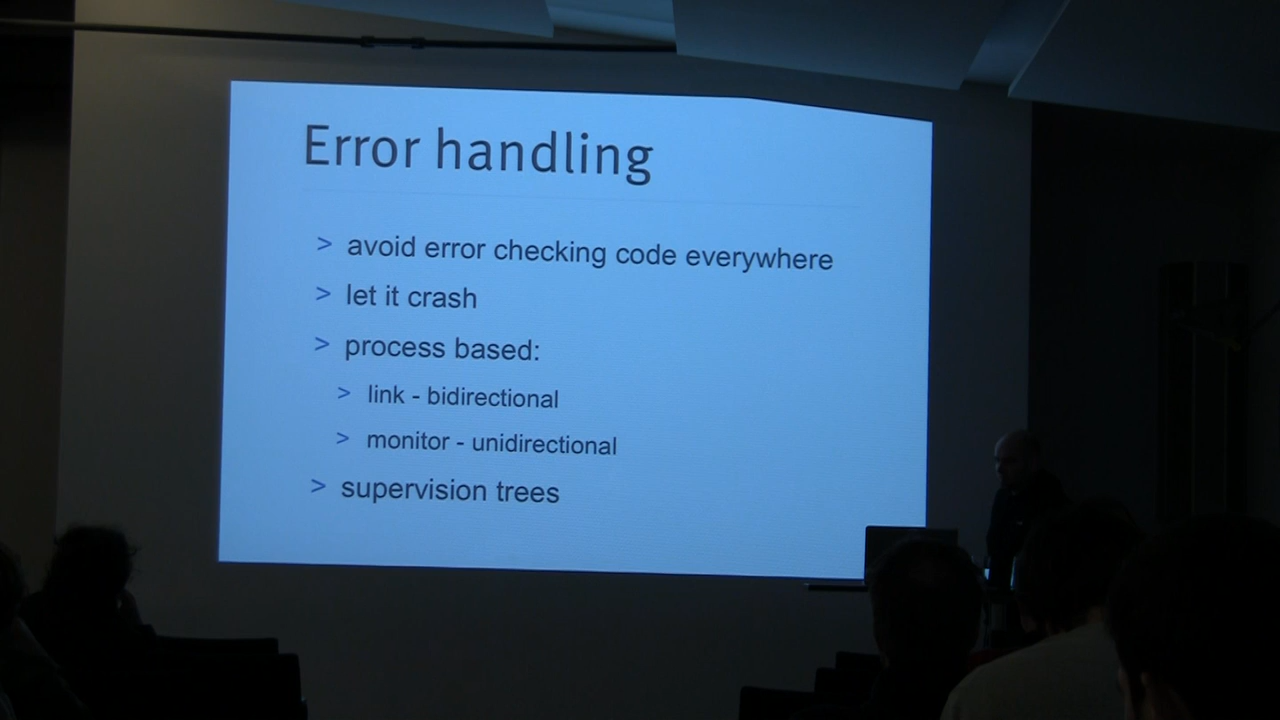 Error handling
> avoid error checking code everywhere
> let it crash
> process based:
> link - bidirectional
> monitor - unidirectional
> supervision trees